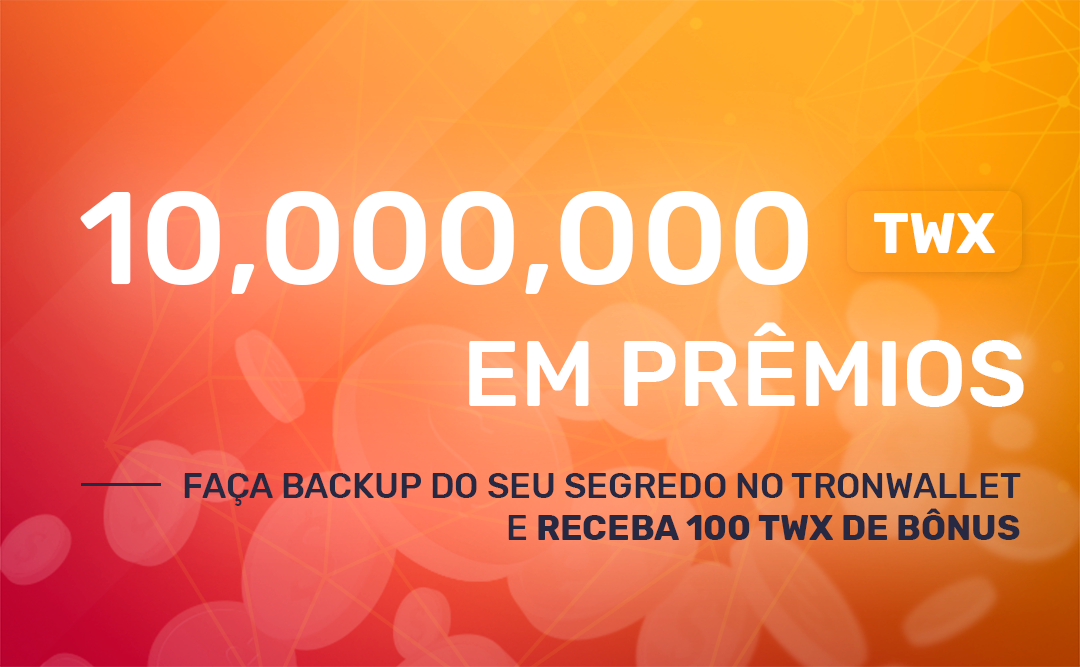 10,000,000 TWX
EM PRÊMIOS
FAÇA BACKUP DO SEU SEGREDO NO TRONWALLET
E RECEBA 100 TWX DE BÔNUS